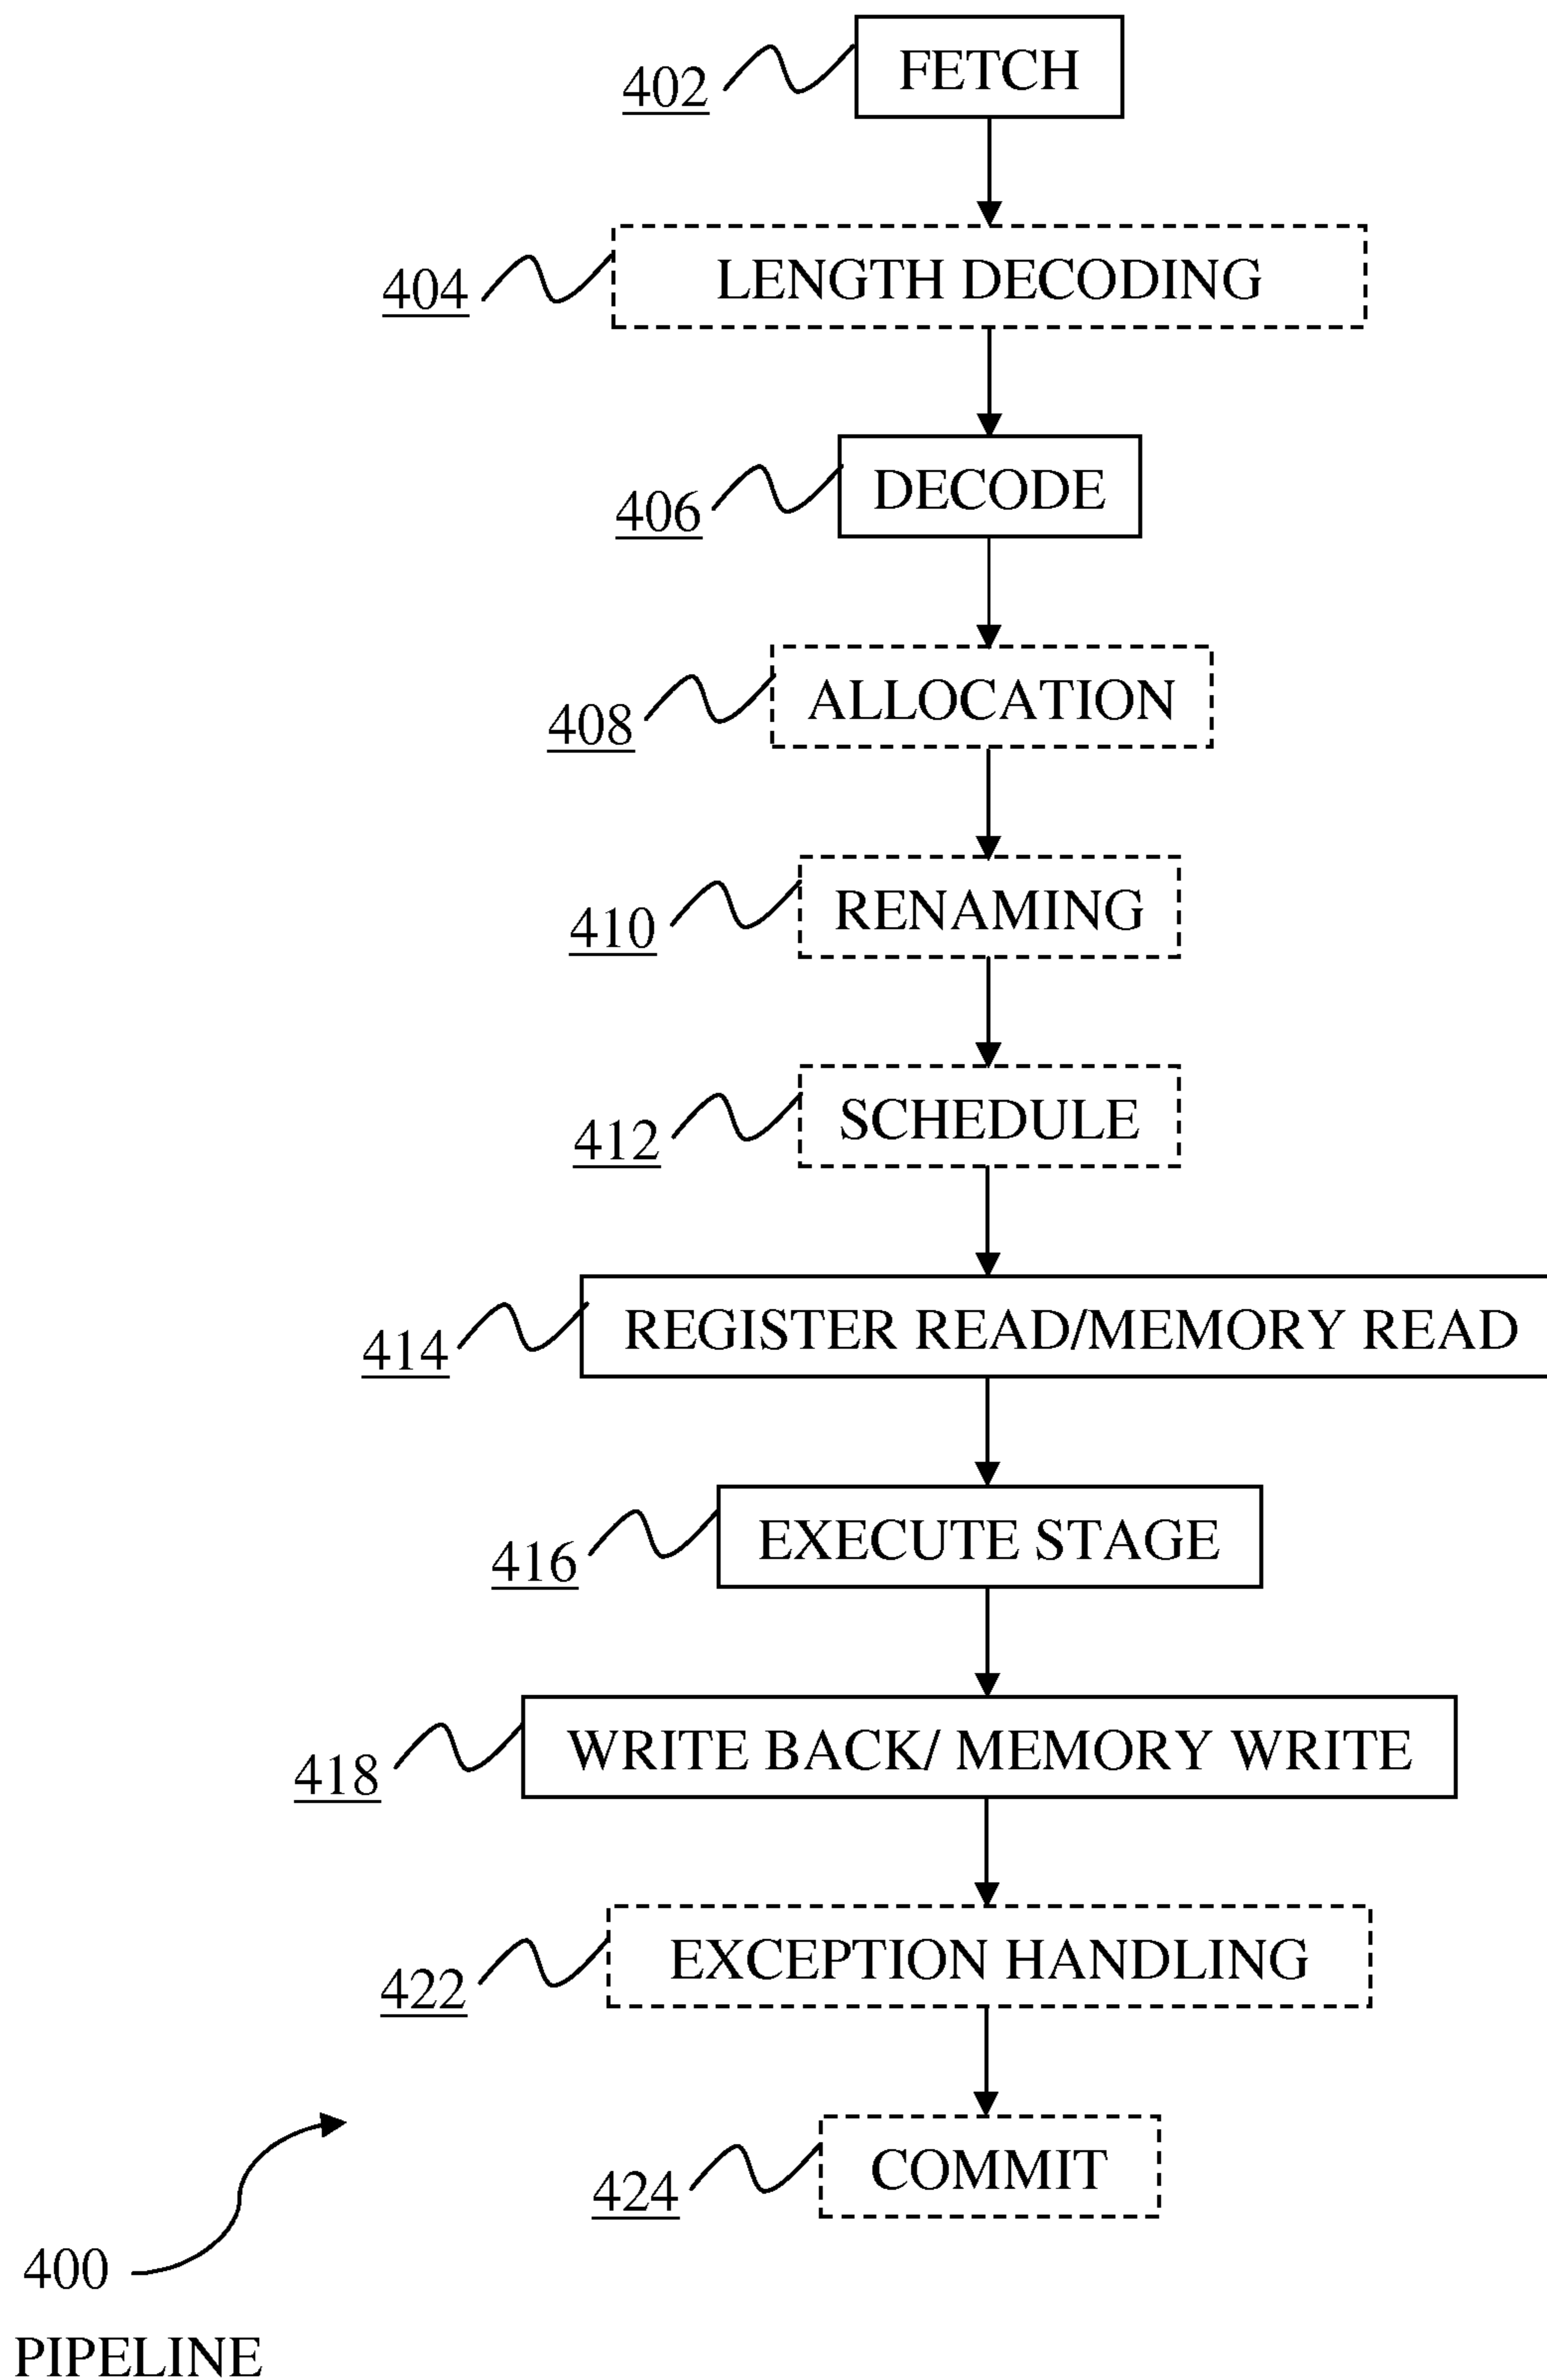 402
FETCH
404
LENGTH DECODING
406
DECODE
408
ALLOCATION
410
RENAMING
412
SCHEDULE
414
REGISTER READ/MEMORY READ
416
EXECUTE STAGE
418
WRITE BACK/ MEMORY WRITE
422
EXCEPTION HANDLING
424
COMMIT
400
PIPELINE